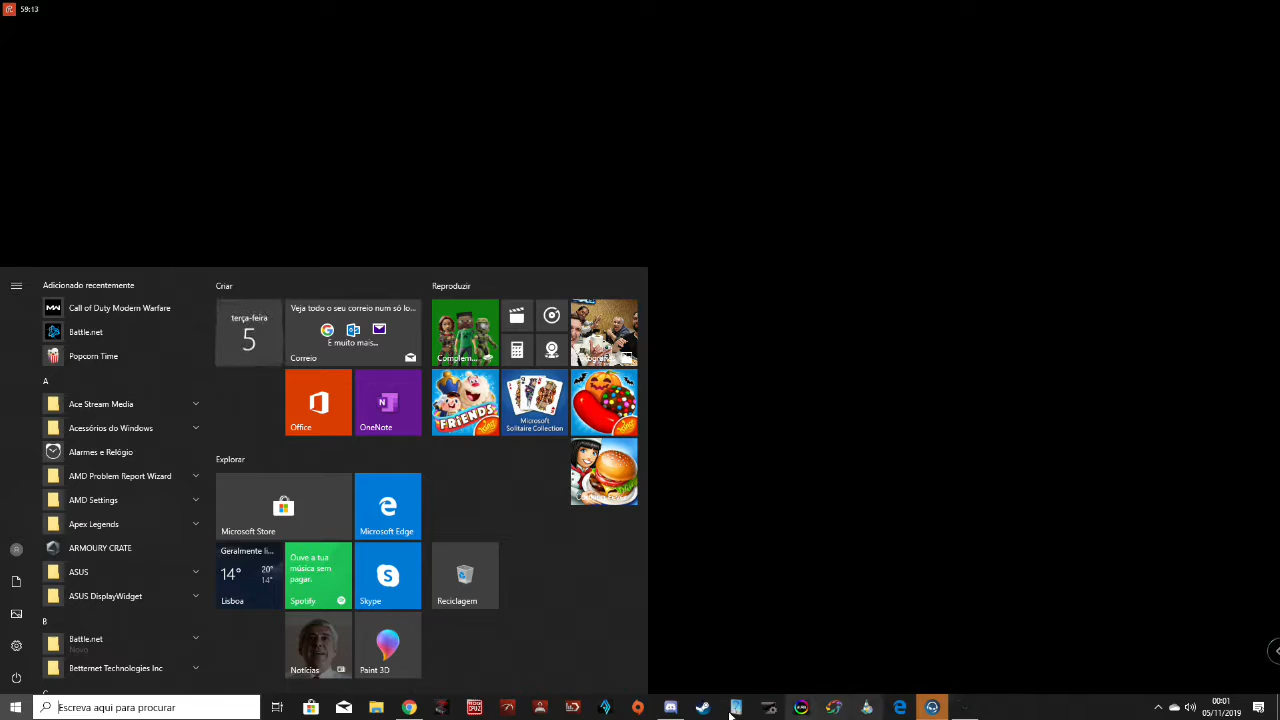 59:13
Adicionado recentemente
Call of Duty Modern Warfare
Battle.net
Popcorn Time
A
Ace Stream Media
Acessórios do Windows
Alarmes e Relógio
AMD Problem Report Wizard
AMD Settings
Apex Legends
ARMOURY CRATE
ASUS
ASUS DisplayWidget
B
Battle.net
Novo
Betternet Technologies Inc
Criar
terça-feira
5
Veja todo o seu correio num só lo...
E muito mais...
Correio
Office
OneNote
Explorar
Microsoft Store
Microsoft Edge
Geralmente li...
14°
20°
14°
Lisboa
Ouve a tua
música sem
pagar.
Spotify
Skype
Notícias
Paint 3D
Reproduzir
Complem...
Fotografias
FRIENDS
Microsoft
Solitaire Collection
Cooking Fever
Reciclagem
Escreva aqui para procurar
00:01
05/11/2019